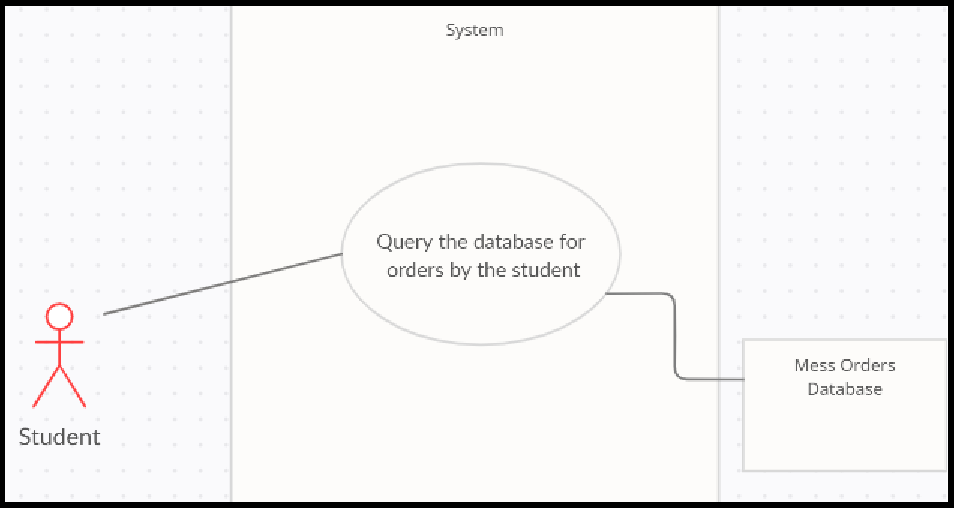 System
Query the database for
orders by the student
Mess Orders
Database
Student